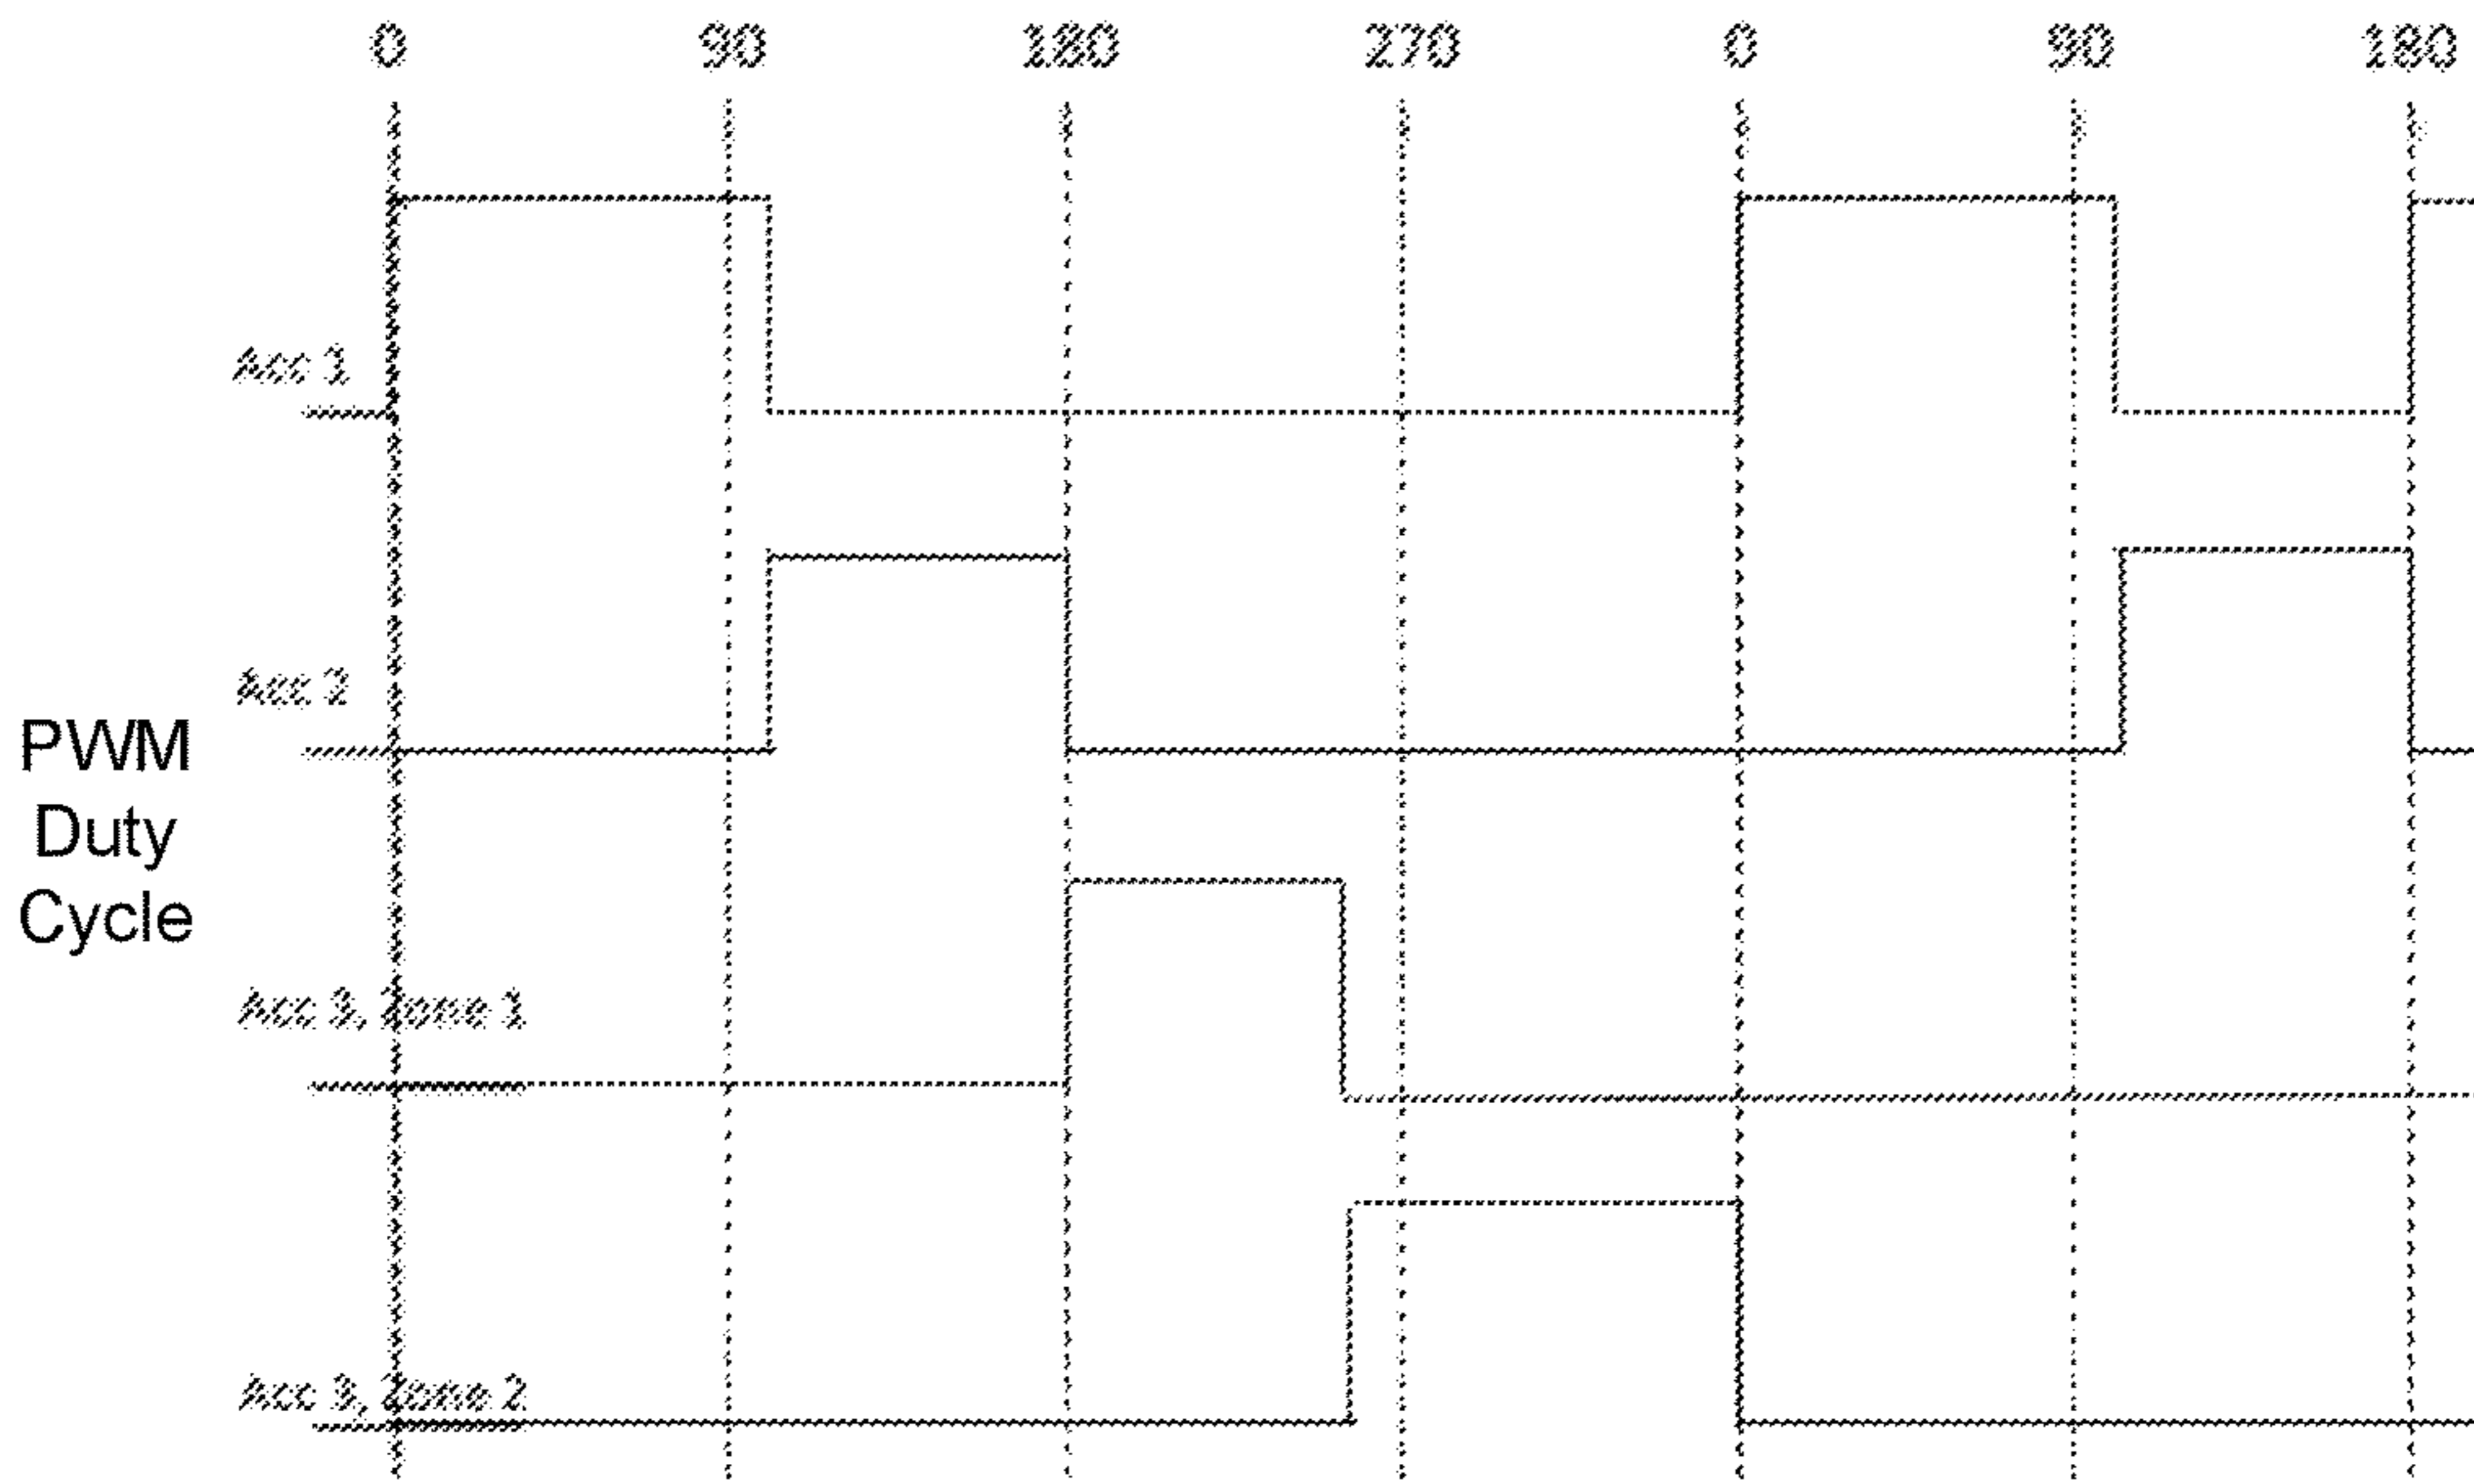 0 90 180 270 0 90 180
Acc 1
Acc 2
PWM
Duty
Cycle
Acc 3, Zone 1
Acc 3, Zone 2